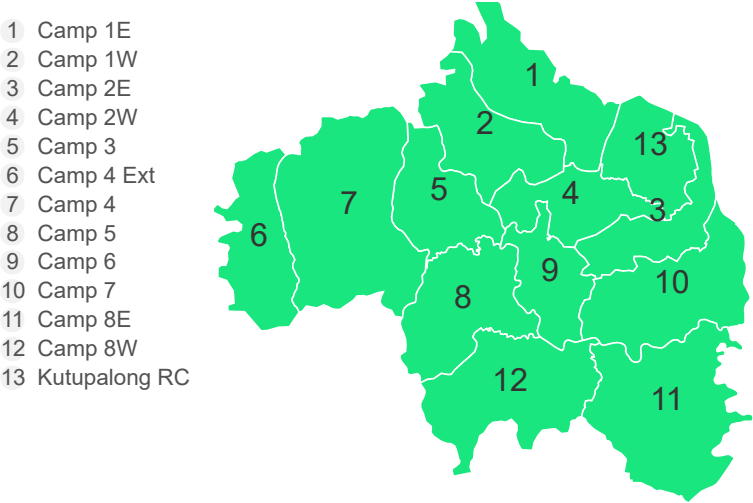 1 Camp 1E
2 Camp 1W
3 Camp 2E
4 Camp 2W
5 Camp 3
6 Camp 4 Ext
7 Camp 4
8 Camp 5
9 Camp 6
10 Camp 7
11 Camp 8E
12 Camp 8W
13 Kutupalong RC
1
2
13
5
4
7
3
6
9
10
8
12
11